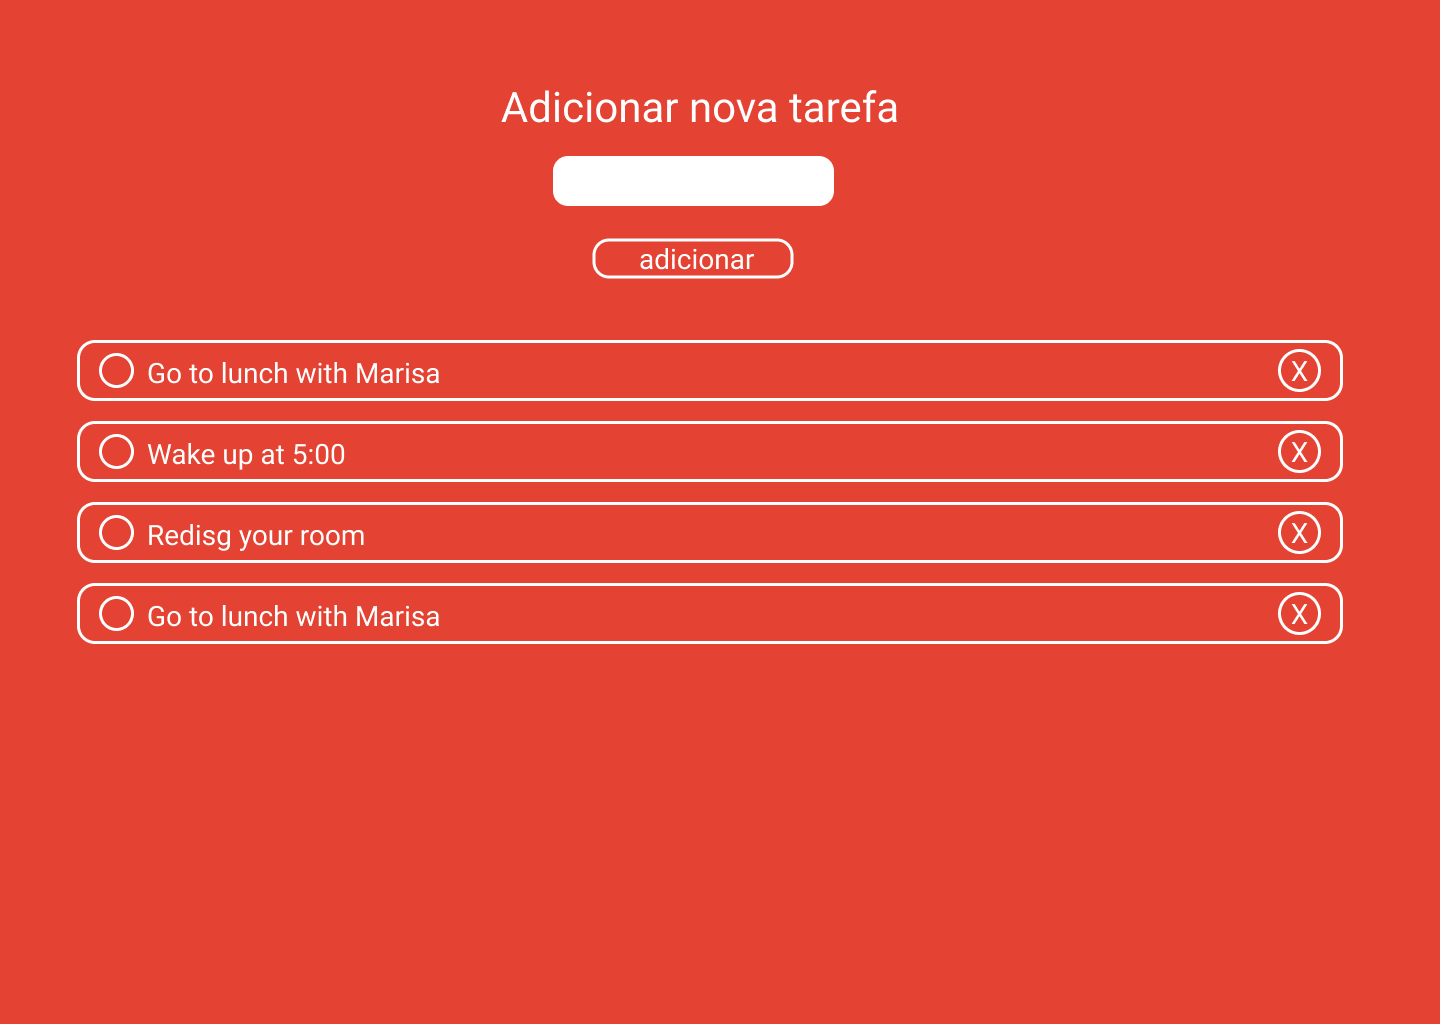 Adicionar nova tarefa
adicionar
Go to lunch with Marisa X
Wake up at 5:00 X
Redisg your room X
Go to lunch with Marisa X